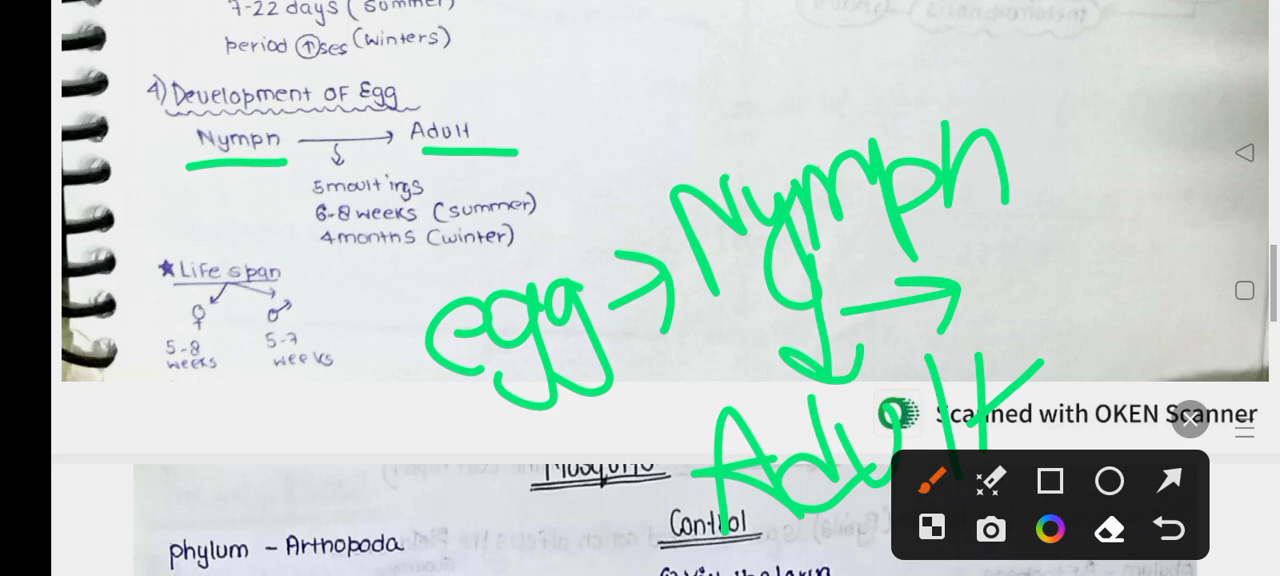 7-22 days (summer)
period ↑ses (winters)
4) Development of Egg
Nymph → Adult
5 moultings
6-8 weeks (summer)
4 months (winter)
★ Life span
♀ ♂
5-8 weeks
5-7 weeks
egg → Nymph →
↓
Adult
Scanned with OKEN Scanner
Mosquito
Control
phylum - Arthopoda